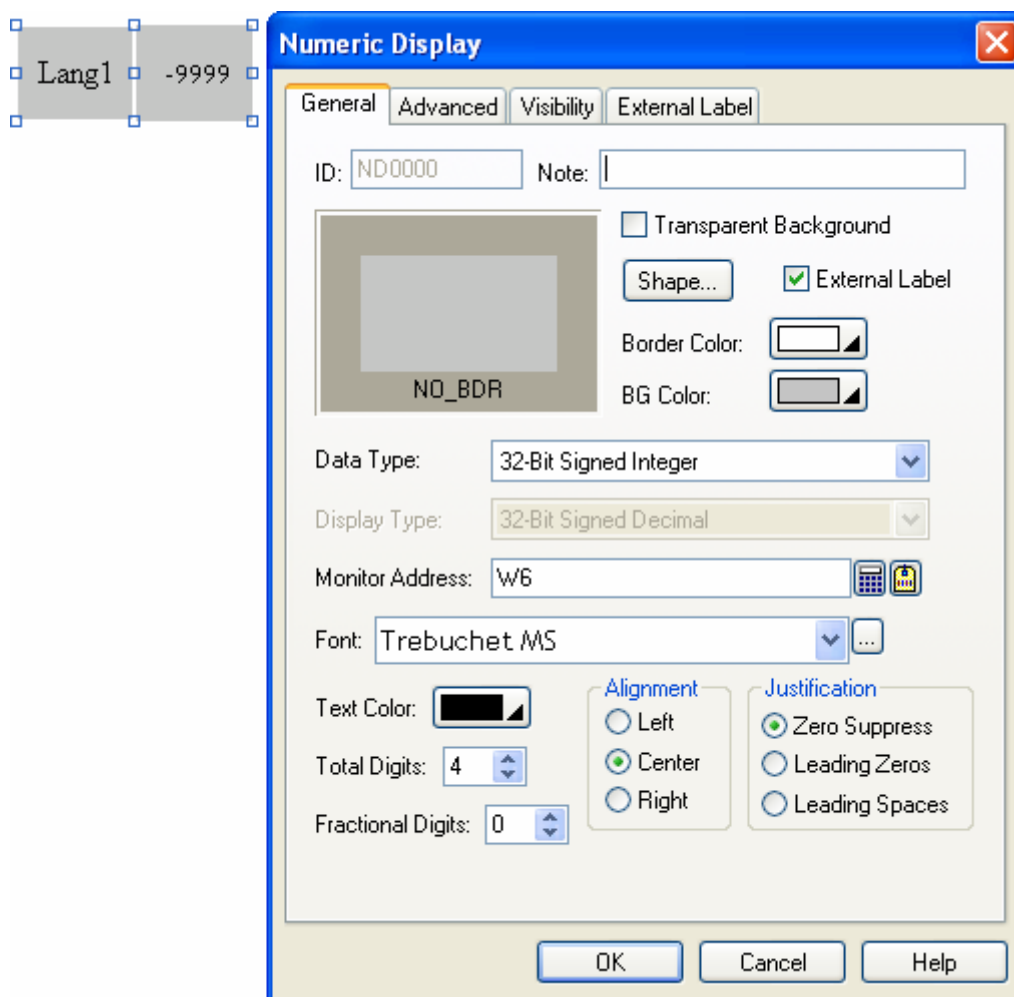 Lang1 -9999
Numeric Display
General Advanced Visibility External Label
ID: ND0000 Note:
Transparent Background
Shape... External Label
Border Color:
NO_BDR
BG Color:
Data Type: 32-Bit Signed Integer
Display Type: 32-Bit Signed Decimal
Monitor Address: W6
Font: Trebuchet MS ...
Alignment Justification
Text Color: Left Zero Suppress
Total Digits: 4 Center Leading Zeros
Right Leading Spaces
Fractional Digits: 0
OK Cancel Help